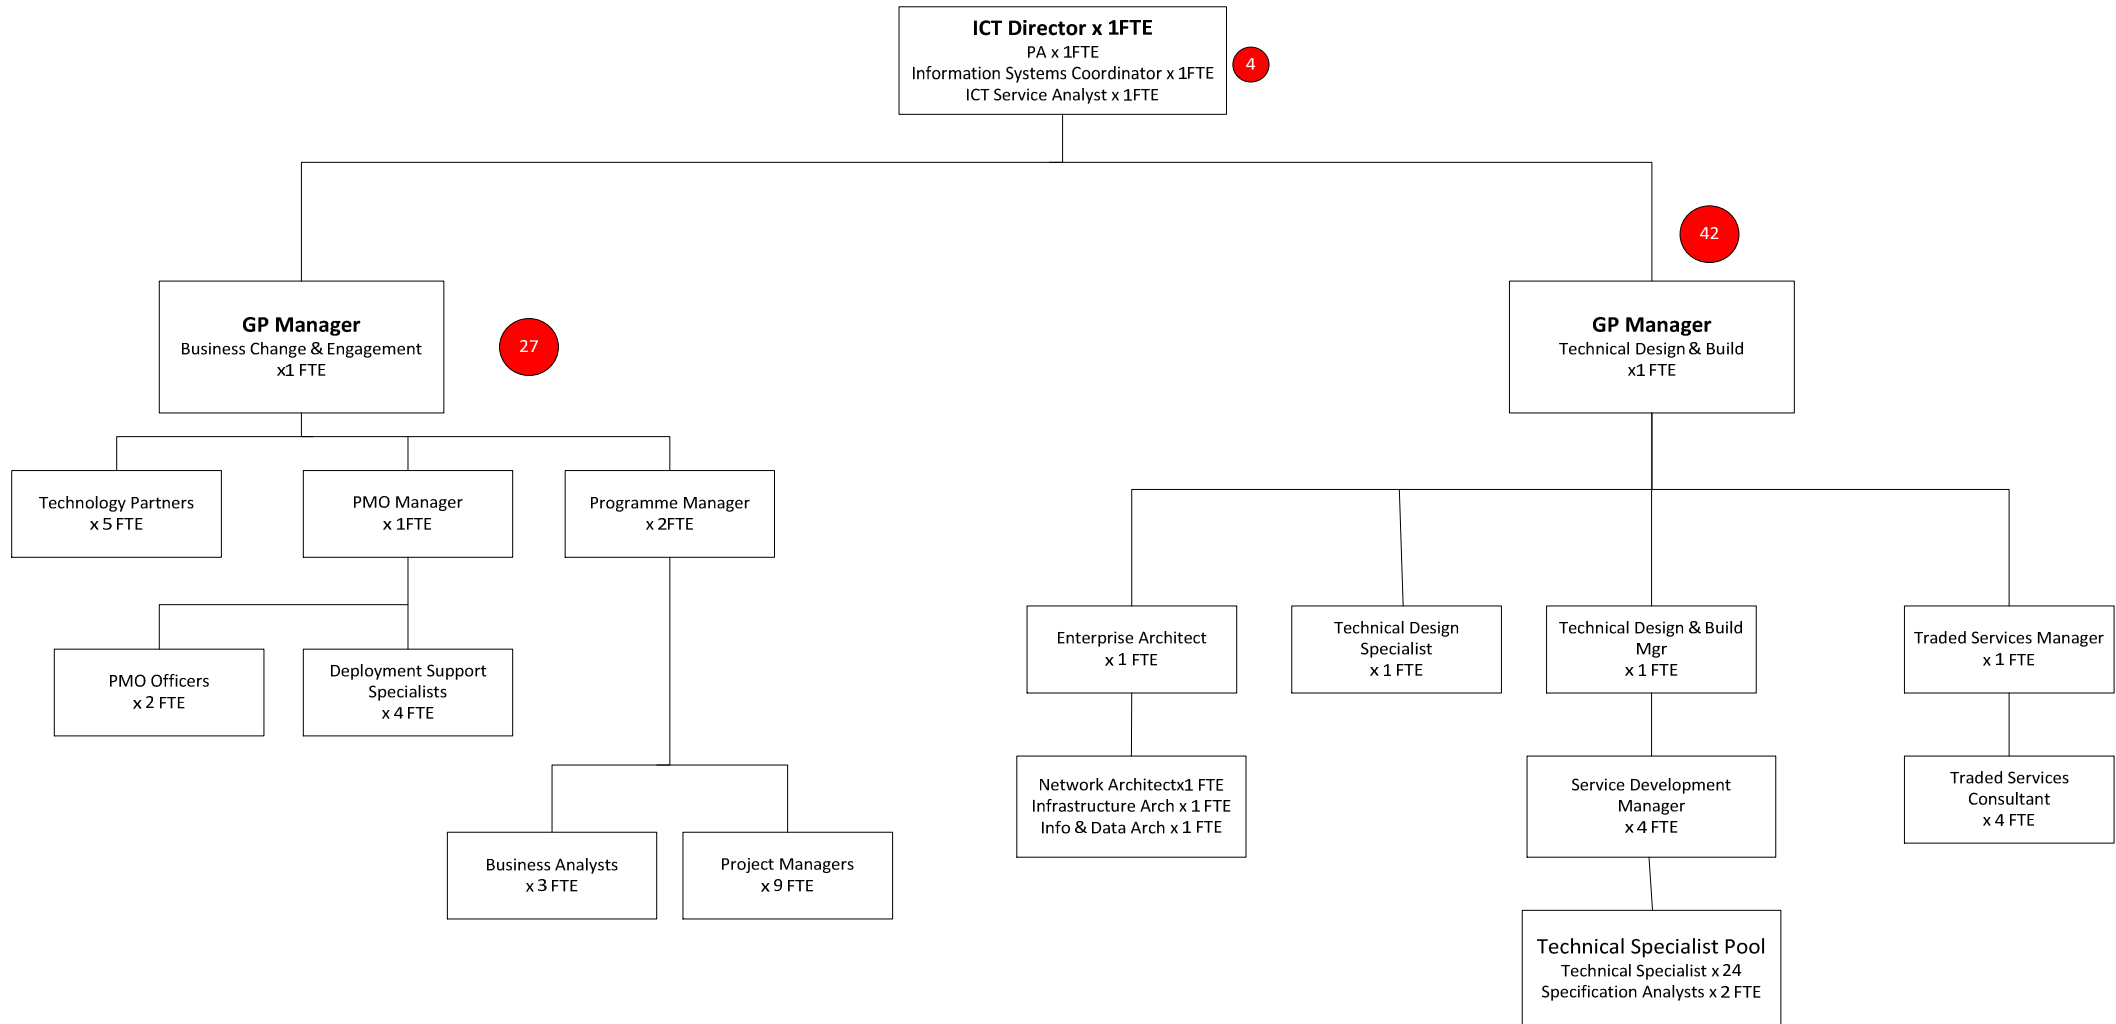 ICT Director x 1FTE
PA x 1FTE
Information Systems Coordinator x 1FTE
ICT Service Analyst x 1FTE
4
42
GP Manager
Business Change & Engagement
x1 FTE
27
GP Manager
Technical Design & Build
x1 FTE
Technology Partners
x 5 FTE
PMO Manager
x 1FTE
Programme Manager
x 2FTE
Enterprise Architect
x 1 FTE
Technical Design
Specialist
x 1 FTE
Technical Design & Build
Mgr
x 1 FTE
Traded Services Manager
x 1 FTE
PMO Officers
x 2 FTE
Deployment Support
Specialists
x 4 FTE
Network Architectx1 FTE
Infrastructure Arch x 1 FTE
Info & Data Arch x 1 FTE
Service Development
Manager
x 4 FTE
Traded Services
Consultant
x 4 FTE
Business Analysts
x 3 FTE
Project Managers
x 9 FTE
Technical Specialist Pool
Technical Specialist x 24
Specification Analysts x 2 FTE